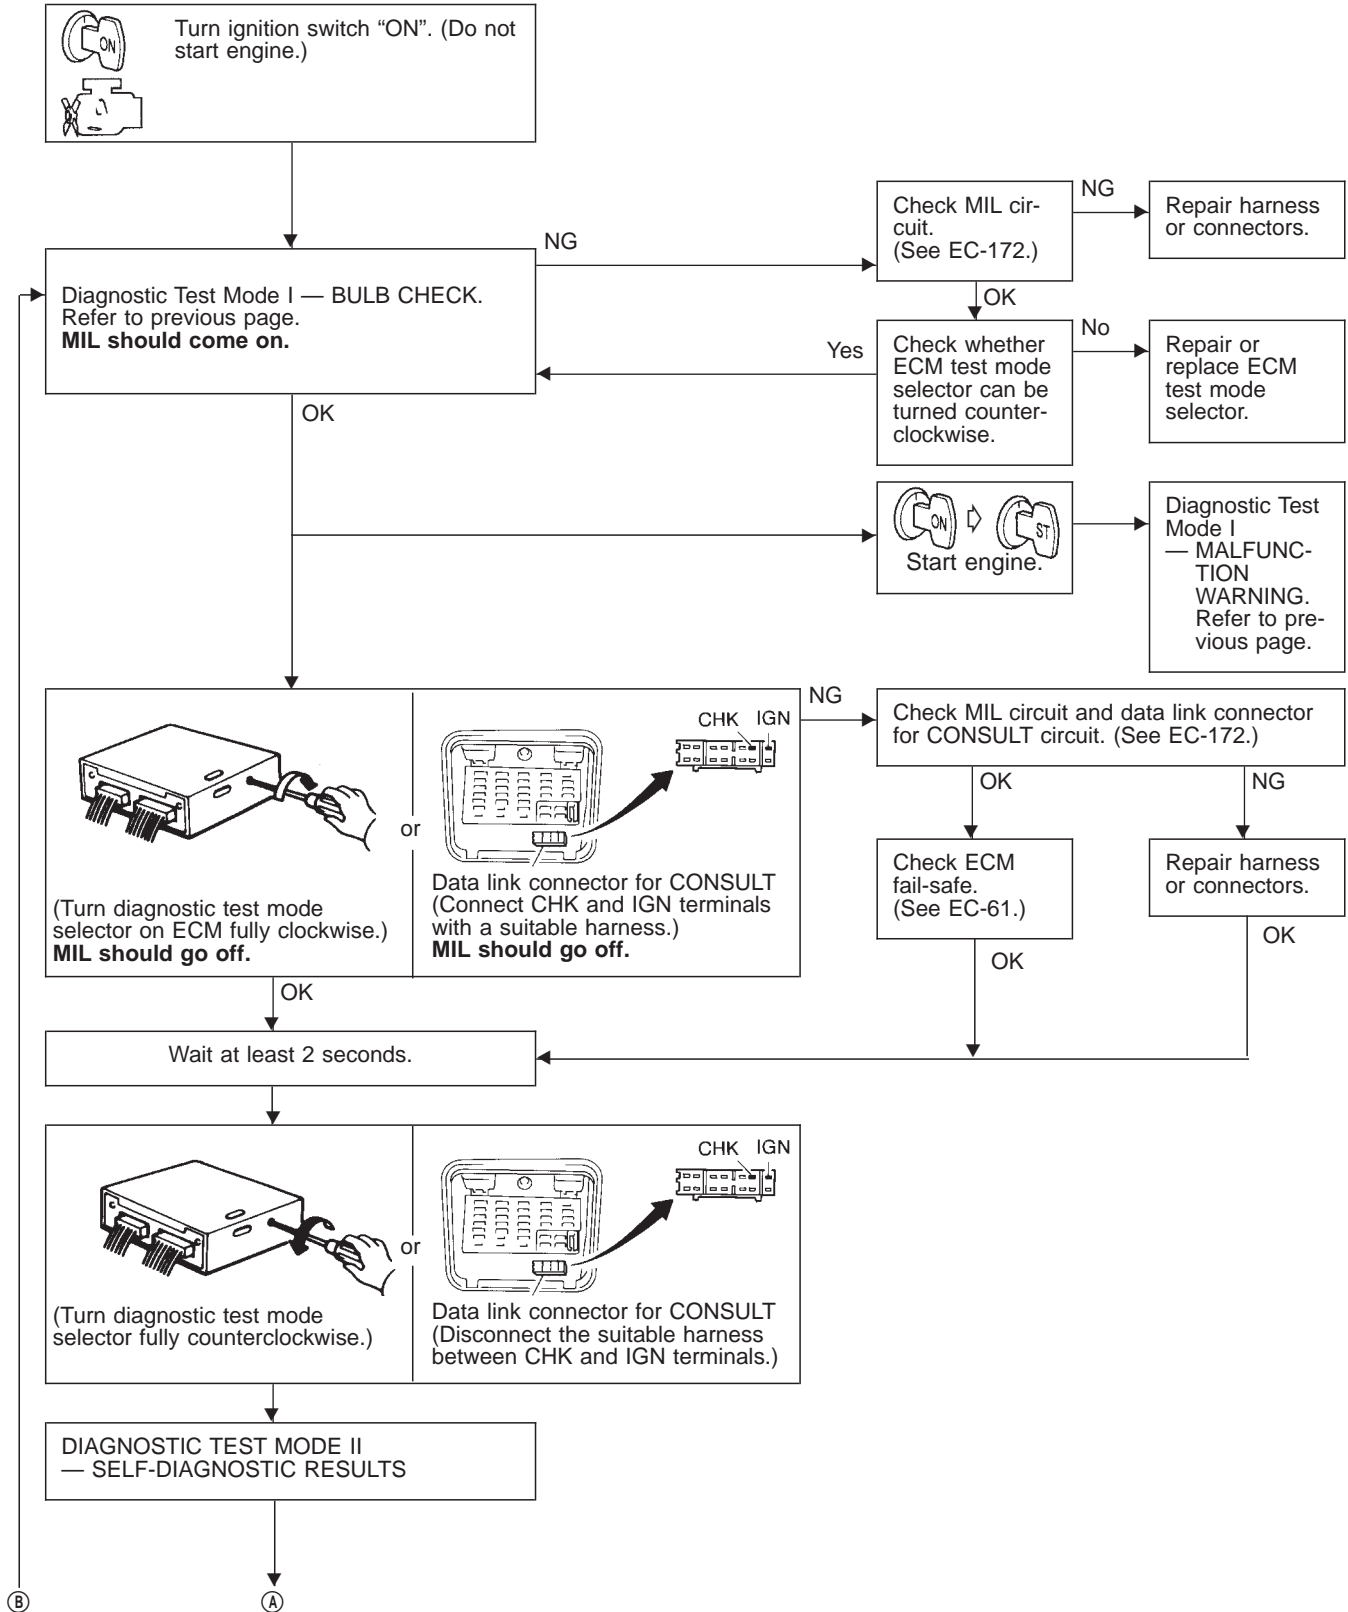 ON
Turn ignition switch “ON”. (Do not
start engine.)
NG
Check MIL cir-
cuit.
(See EC-172.)
NG
Repair harness
or connectors.
OK
Diagnostic Test Mode I — BULB CHECK.
Refer to previous page.
MIL should come on.
Yes
Check whether
ECM test mode
selector can be
turned counter-
clockwise.
No
Repair or
replace ECM
test mode
selector.
OK
ON
ST
Start engine.
Diagnostic Test
Mode I
— MALFUNC-
TION
WARNING.
Refer to pre-
vious page.
(Turn diagnostic test mode
selector on ECM fully clockwise.)
MIL should go off.
or
CHK IGN
Data link connector for CONSULT
(Connect CHK and IGN terminals
with a suitable harness.)
MIL should go off.
NG
Check MIL circuit and data link connector
for CONSULT circuit. (See EC-172.)
OK
NG
Check ECM
fail-safe.
(See EC-61.)
Repair harness
or connectors.
OK
OK
OK
Wait at least 2 seconds.
(Turn diagnostic test mode
selector fully counterclockwise.)
or
CHK IGN
Data link connector for CONSULT
(Disconnect the suitable harness
between CHK and IGN terminals.)
DIAGNOSTIC TEST MODE II
— SELF-DIAGNOSTIC RESULTS
B
A